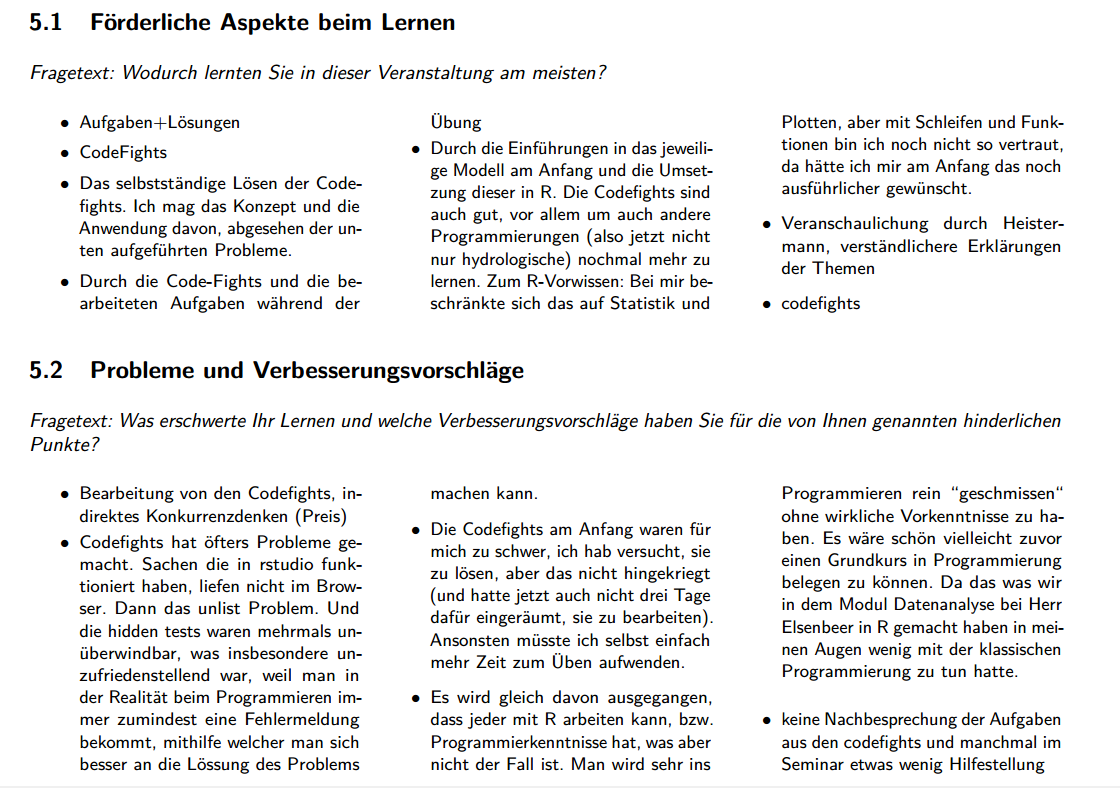 5.1 Förderliche Aspekte beim Lernen
Fragetext: Wodurch lernten Sie in dieser Veranstaltung am meisten?
• Aufgaben+Lösungen
• CodeFights
• Das selbstständige Lösen der Code-
fights. Ich mag das Konzept und die
Anwendung davon, abgesehen der un-
ten aufgeführten Probleme.
• Durch die Code-Fights und die be-
arbeiteten Aufgaben während der
Übung
• Durch die Einführungen in das jeweili-
ge Modell am Anfang und die Umset-
zung dieser in R. Die Codefights sind
auch gut, vor allem um auch andere
Programmierungen (also jetzt nicht
nur hydrologische) nochmal mehr zu
lernen. Zum R-Vorwissen: Bei mir be-
schränkte sich das auf Statistik und
Plotten, aber mit Schleifen und Funk-
tionen bin ich noch nicht so vertraut,
da hätte ich mir am Anfang das noch
ausführlicher gewünscht.
• Veranschaulichung durch Heister-
mann, verständlichere Erklärungen
der Themen
• codefights
5.2 Probleme und Verbesserungsvorschläge
Fragetext: Was erschwerte Ihr Lernen und welche Verbesserungsvorschläge haben Sie für die von Ihnen genannten hinderlichen
Punkte?
• Bearbeitung von den Codefights, in-
direktes Konkurrenzdenken (Preis)
• Codefights hat öfters Probleme ge-
macht. Sachen die in rstudio funk-
tioniert haben, liefen nicht im Brow-
ser. Dann das unlist Problem. Und
die hidden tests waren mehrmals un-
überwindbar, was insbesondere un-
zufriedenstellend war, weil man in
der Realität beim Programmieren im-
mer zumindest eine Fehlermeldung
bekommt, mithilfe welcher man sich
besser an die Lössung des Problems
machen kann.
• Die Codefights am Anfang waren für
mich zu schwer, ich hab versucht, sie
zu lösen, aber das nicht hingekriegt
(und hatte jetzt auch nicht drei Tage
dafür eingeräumt, sie zu bearbeiten).
Ansonsten müsste ich selbst einfach
mehr Zeit zum Üben aufwenden.
• Es wird gleich davon ausgegangen,
dass jeder mit R arbeiten kann, bzw.
Programmierkenntnisse hat, was aber
nicht der Fall ist. Man wird sehr ins
Programmieren rein “geschmissen“
ohne wirkliche Vorkenntnisse zu ha-
ben. Es wäre schön vielleicht zuvor
einen Grundkurs in Programmierung
belegen zu können. Da das was wir
in dem Modul Datenanalyse bei Herr
Elsenbeer in R gemacht haben in mei-
nen Augen wenig mit der klassischen
Programmierung zu tun hatte.
• keine Nachbesprechung der Aufgaben
aus den codefights und manchmal im
Seminar etwas wenig Hilfestellung